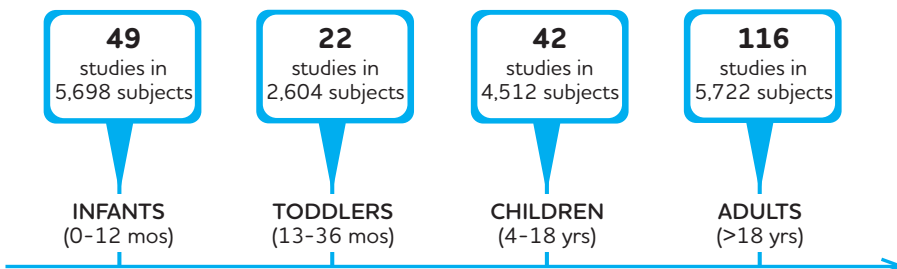 49
studies in
5,698 subjects
INFANTS
(0-12 mos)
22
studies in
2,604 subjects
TODDLERS
(13-36 mos)
42
studies in
4,512 subjects
CHILDREN
(4-18 yrs)
116
studies in
5,722 subjects
ADULTS
(>18 yrs)